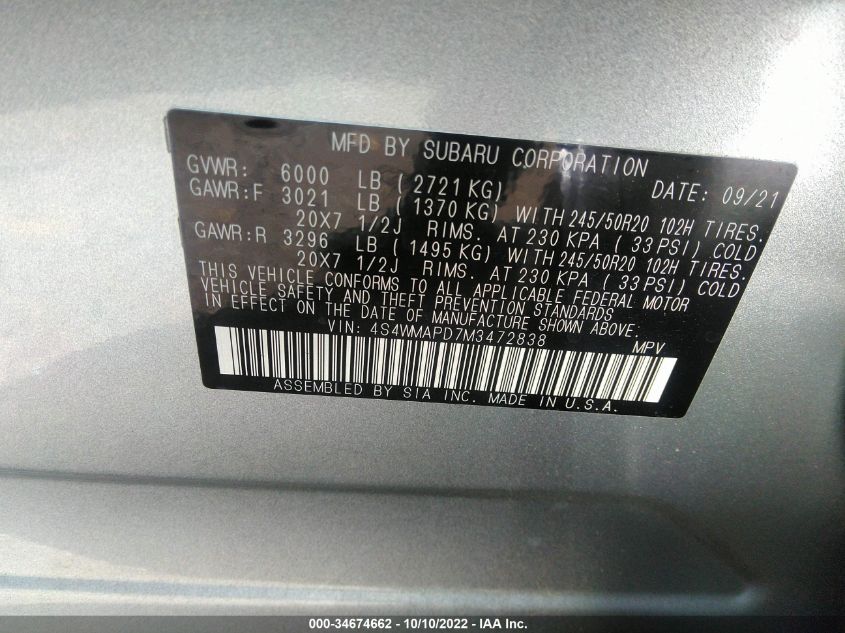 MFD BY SUBARU CORPORATION
GVWR: 6000 LB ( 2721 KG) DATE: 09/21
GAWR:F 3021 LB ( 1370 KG) WITH 245/50R20 102H TIRES.
20X7 1/2J RIMS. AT 230 KPA ( 33 PSI) COLD
GAWR:R 3296 LB ( 1495 KG) WITH 245/50R20 102H TIRES.
20X7 1/2J RIMS. AT 230 KPA ( 33 PSI) COLD.
THIS VEHICLE CONFORMS TO ALL APPLICABLE FEDERAL MOTOR
VEHICLE SAFETY AND THEFT PREVENTION STANDARDS
IN EFFECT ON THE DATE OF MANUFACTURE SHOWN ABOVE.
VIN: 4S4WMAPD7M3472838 MPV
ASSEMBLED BY SIA INC. MADE IN U.S.A.
000-34674662 - 10/10/2022 - IAA Inc.